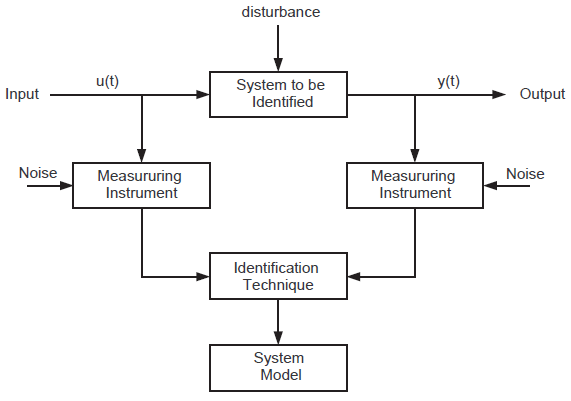 disturbance
u(t)
y(t)
Input
System to be
Identified
Output
Noise
Measururing
Instrument
Measururing
Instrument
Noise
Identification
Technique
System
Model